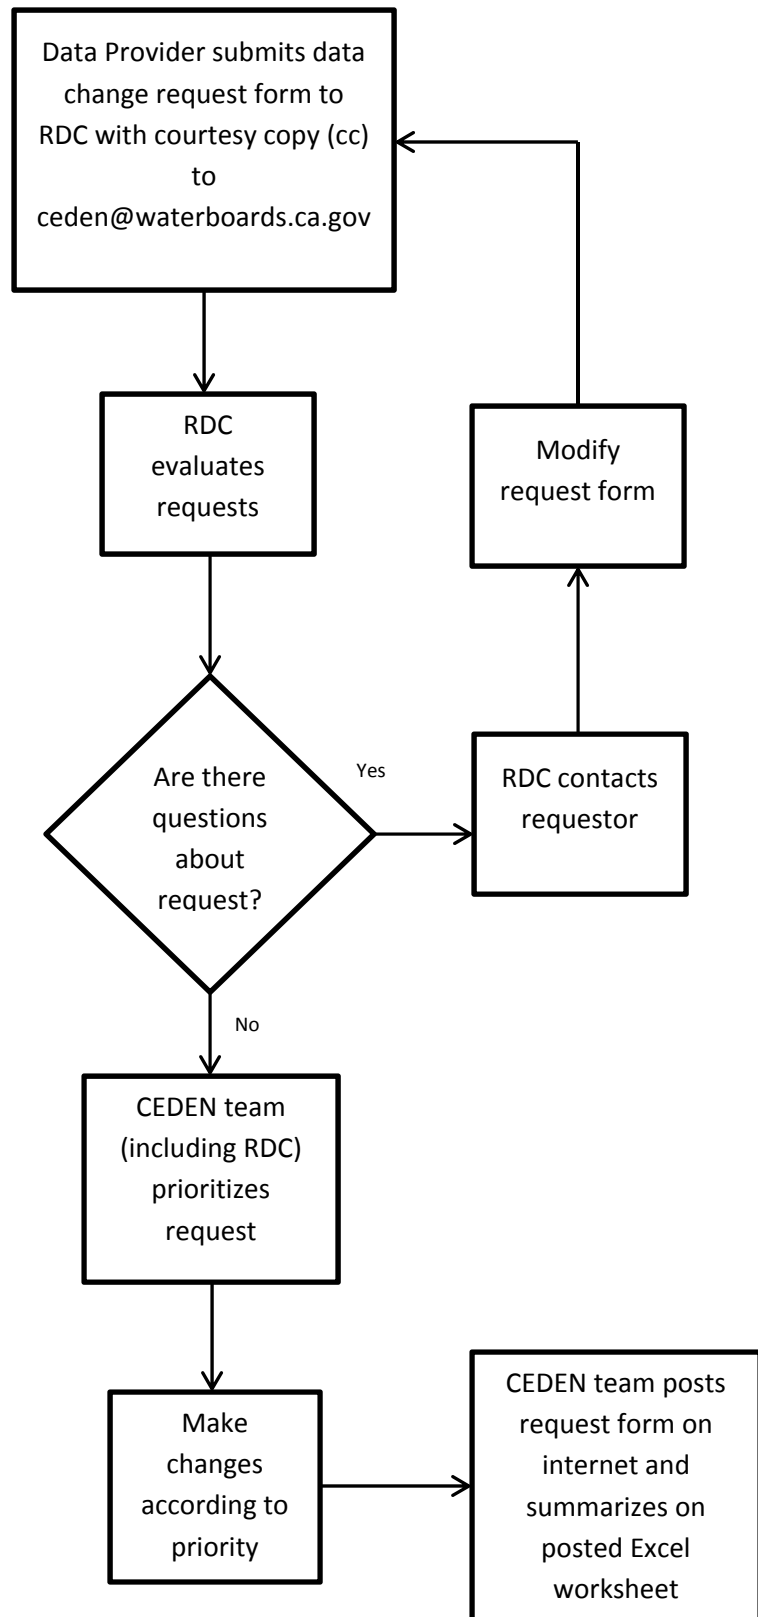 Data Provider submits data
change request form to
RDC with courtesy copy (cc)
to
ceden@waterboards.ca.gov
RDC
evaluates
requests
Modify
request form
Are there
questions
about
request?
Yes
RDC contacts
requestor
No
CEDEN team
(including RDC)
prioritizes
request
Make
changes
according to
priority
CEDEN team posts
request form on
internet and
summarizes on
posted Excel
worksheet